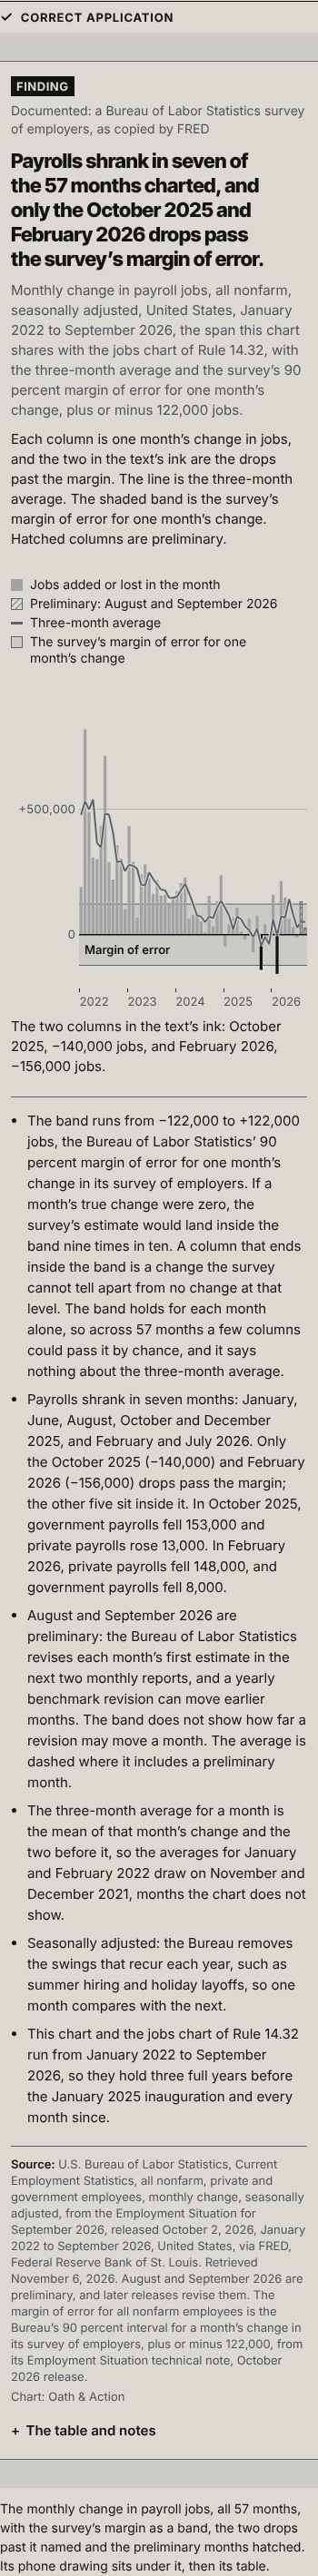 ✓ CORRECT APPLICATION
FINDING
Documented: a Bureau of Labor Statistics survey
of employers, as copied by FRED
Payrolls shrank in seven of
the 57 months charted, and
only the October 2025 and
February 2026 drops pass
the survey’s margin of error.
Monthly change in payroll jobs, all nonfarm,
seasonally adjusted, United States, January
2022 to September 2026, the span this chart
shares with the jobs chart of Rule 14.32, with
the three-month average and the survey’s 90
percent margin of error for one month’s
change, plus or minus 122,000 jobs.
Each column is one month’s change in jobs,
and the two in the text’s ink are the drops
past the margin. The line is the three-month
average. The shaded band is the survey’s
margin of error for one month’s change.
Hatched columns are preliminary.
Jobs added or lost in the month
Preliminary: August and September 2026
Three-month average
The survey’s margin of error for one
month’s change
+500,000
0
Margin of error
2022 2023 2024 2025 2026
The two columns in the text’s ink: October
2025, −140,000 jobs, and February 2026,
−156,000 jobs.
• The band runs from −122,000 to +122,000
jobs, the Bureau of Labor Statistics’ 90
percent margin of error for one month’s
change in its survey of employers. If a
month’s true change were zero, the
survey’s estimate would land inside the
band nine times in ten. A column that ends
inside the band is a change the survey
cannot tell apart from no change at that
level. The band holds for each month
alone, so across 57 months a few columns
could pass it by chance, and it says
nothing about the three-month average.
• Payrolls shrank in seven months: January,
June, August, October and December
2025, and February and July 2026. Only
the October 2025 (−140,000) and February
2026 (−156,000) drops pass the margin;
the other five sit inside it. In October 2025,
government payrolls fell 153,000 and
private payrolls rose 13,000. In February
2026, private payrolls fell 148,000, and
government payrolls fell 8,000.
• August and September 2026 are
preliminary: the Bureau of Labor Statistics
revises each month’s first estimate in the
next two monthly reports, and a yearly
benchmark revision can move earlier
months. The band does not show how far a
revision may move a month. The average is
dashed where it includes a preliminary
month.
• The three-month average for a month is
the mean of that month’s change and the
two before it, so the averages for January
and February 2022 draw on November and
December 2021, months the chart does not
show.
• Seasonally adjusted: the Bureau removes
the swings that recur each year, such as
summer hiring and holiday layoffs, so one
month compares with the next.
• This chart and the jobs chart of Rule 14.32
run from January 2022 to September
2026, so they hold three full years before
the January 2025 inauguration and every
month since.
Source: U.S. Bureau of Labor Statistics, Current
Employment Statistics, all nonfarm, private and
government employees, monthly change, seasonally
adjusted, from the Employment Situation for
September 2026, released October 2, 2026, January
2022 to September 2026, United States, via FRED,
Federal Reserve Bank of St. Louis. Retrieved
November 6, 2026. August and September 2026 are
preliminary, and later releases revise them. The
margin of error for all nonfarm employees is the
Bureau’s 90 percent interval for a month’s change in
its survey of employers, plus or minus 122,000, from
its Employment Situation technical note, October
2026 release.
Chart: Oath & Action
+ The table and notes
The monthly change in payroll jobs, all 57 months,
with the survey’s margin as a band, the two drops
past it named and the preliminary months hatched.
Its phone drawing sits under it, then its table.